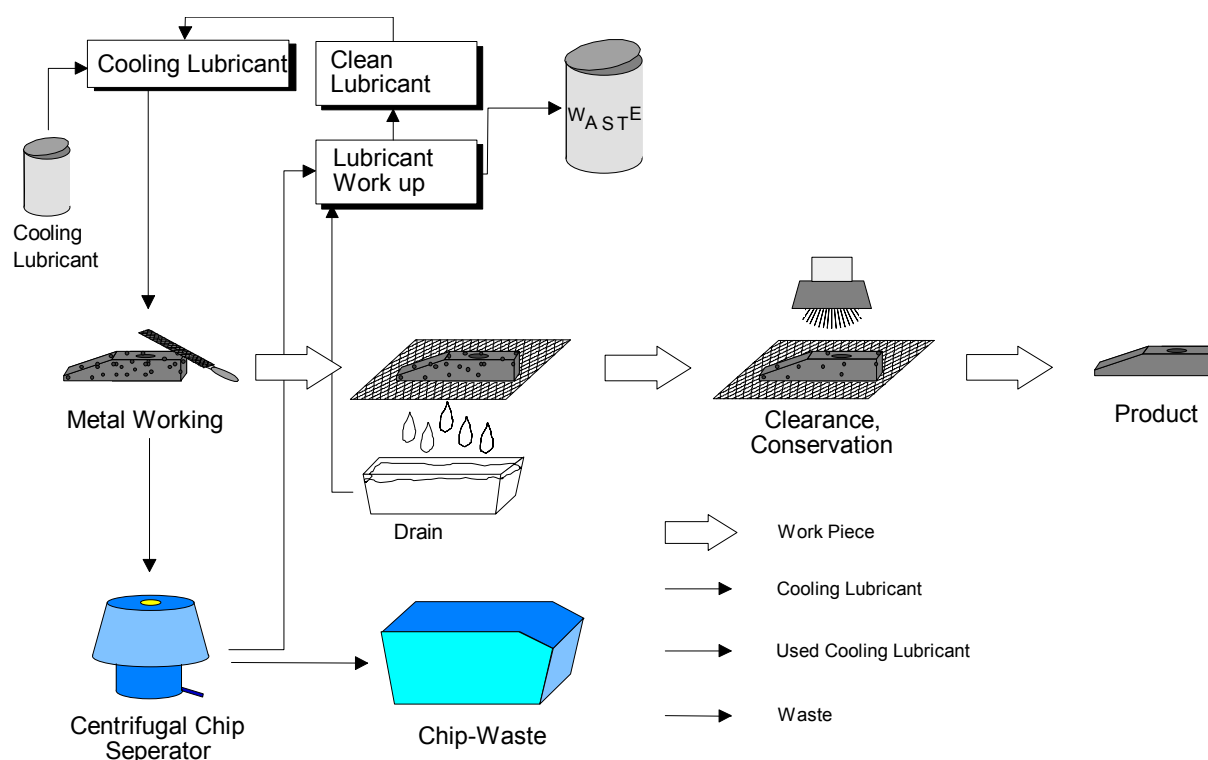 Cooling Lubricant
Clean
Lubricant
WASTE
Lubricant
Work up
Cooling
Lubricant
Metal Working
Clearance,
Conservation
Product
Drain
Work Piece
Cooling Lubricant
Used Cooling Lubricant
Waste
Centrifugal Chip
Seperator
Chip-Waste